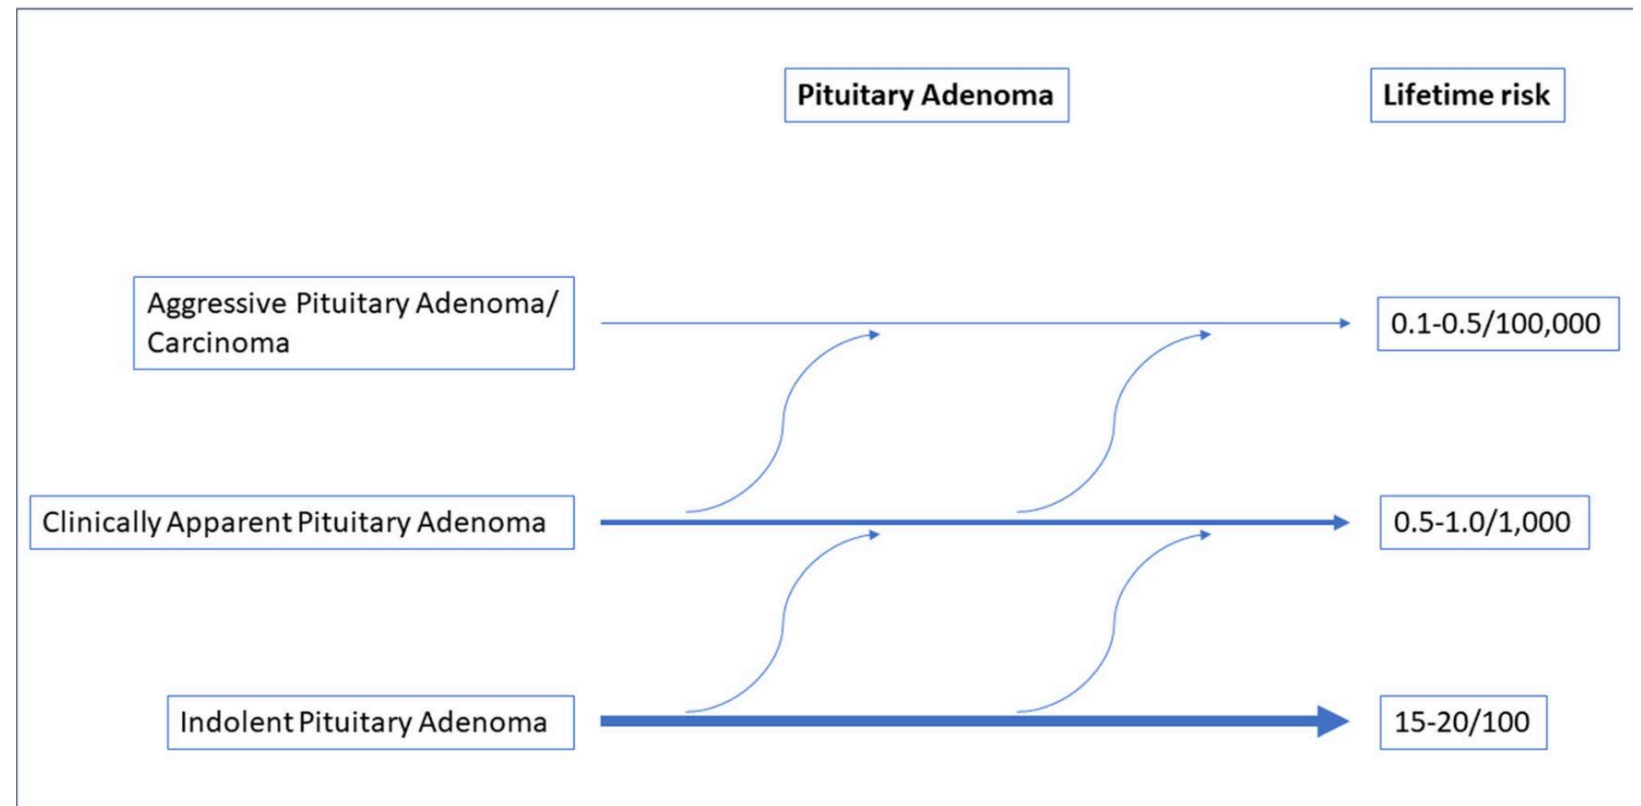 Pituitary Adenoma
Lifetime risk
Aggressive Pituitary Adenoma/
Carcinoma
0.1-0.5/100,000
Clinically Apparent Pituitary Adenoma
0.5-1.0/1,000
Indolent Pituitary Adenoma
15-20/100